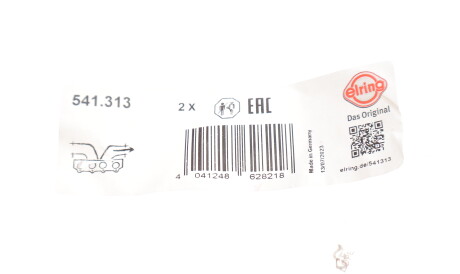 541.313
2 x
EAC
4 041248 628218
Made in Germany
elring
Das Original
elring.de/541313